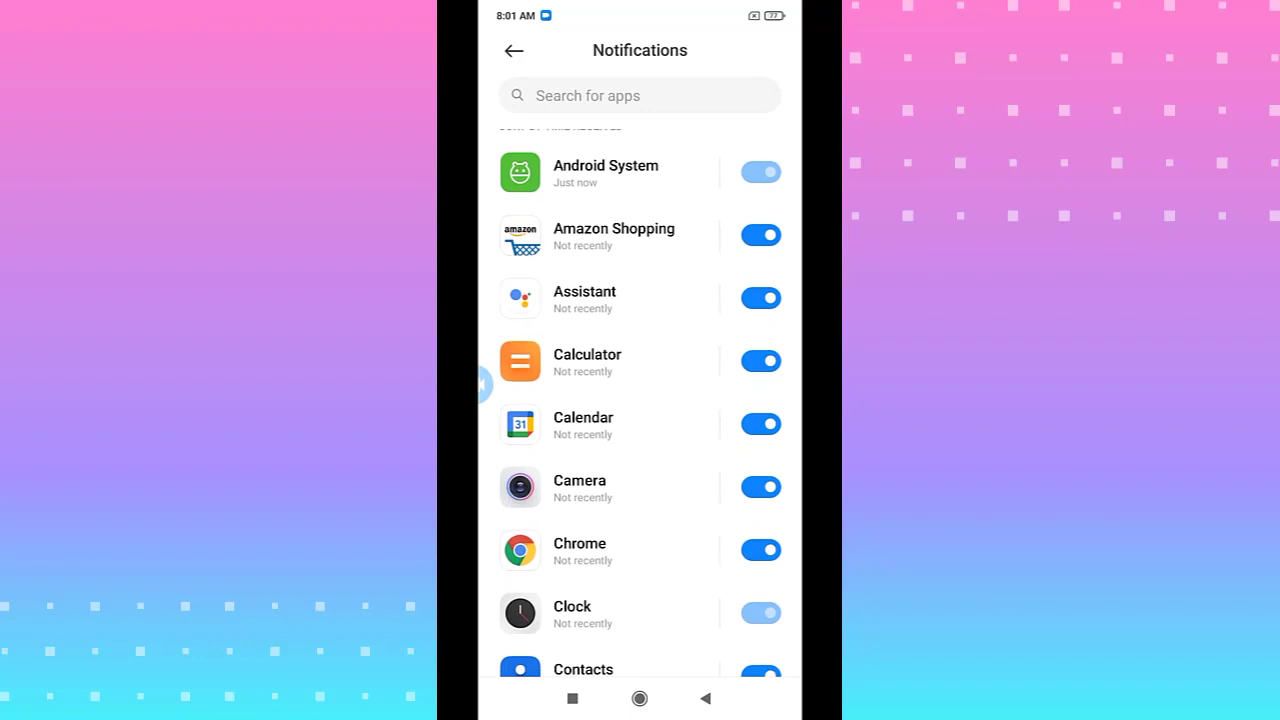 8:01 AM
77
Notifications
Search for apps
Android System
Just now
amazon
Amazon Shopping
Not recently
Assistant
Not recently
Calculator
Not recently
31
Calendar
Not recently
Camera
Not recently
Chrome
Not recently
Clock
Not recently
Contacts